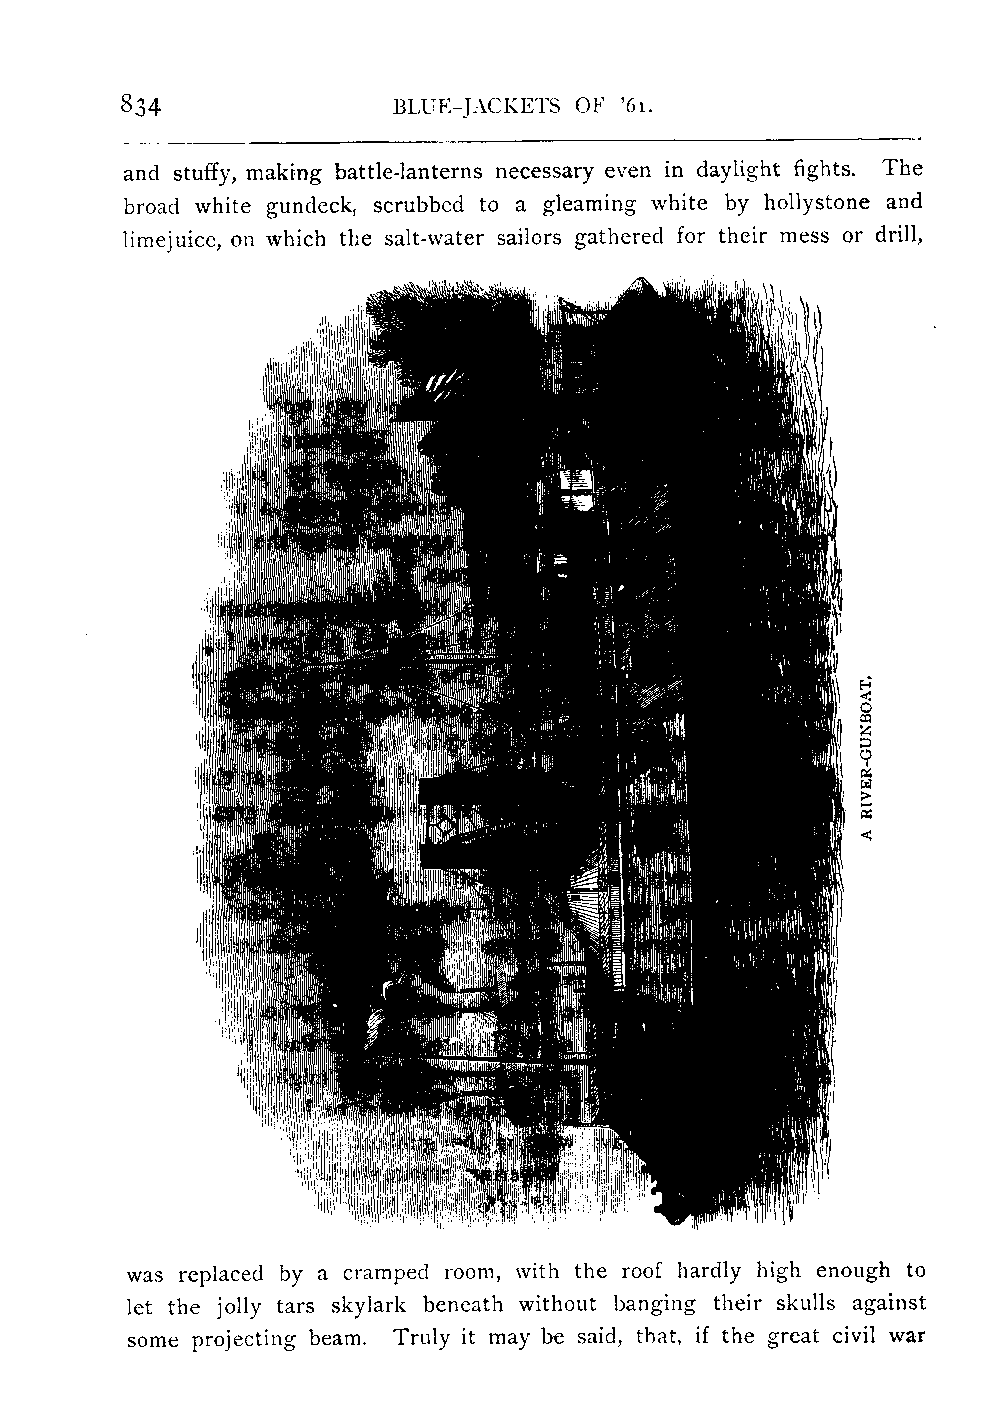 834 BLUE-JACKETS OF '61.
and stuffy, making battle-lanterns necessary even in daylight fights. The
broad white gundeck, scrubbed to a gleaming white by hollystone and
limejuice, on which the salt-water sailors gathered for their mess or drill,
A RIVER-GUNBOAT.
was replaced by a cramped room, with the roof hardly high enough to
let the jolly tars skylark beneath without banging their skulls against
some projecting beam. Truly it may be said, that, if the great civil war